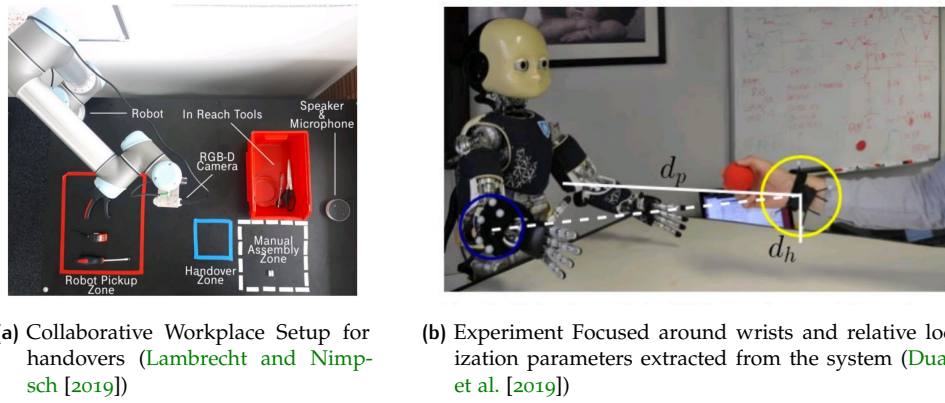 Robot
In Reach Tools
Speaker
&
Microphone
RGB-D
Camera
Robot Pickup
Zone
Handover
Zone
Manual
Assembly
Zone
d_p
d_h
(a) Collaborative Workplace Setup for
handovers (Lambrecht and Nimp-
sch [2019])
(b) Experiment Focused around wrists and relative loc
ization parameters extracted from the system (Dua
et al. [2019])